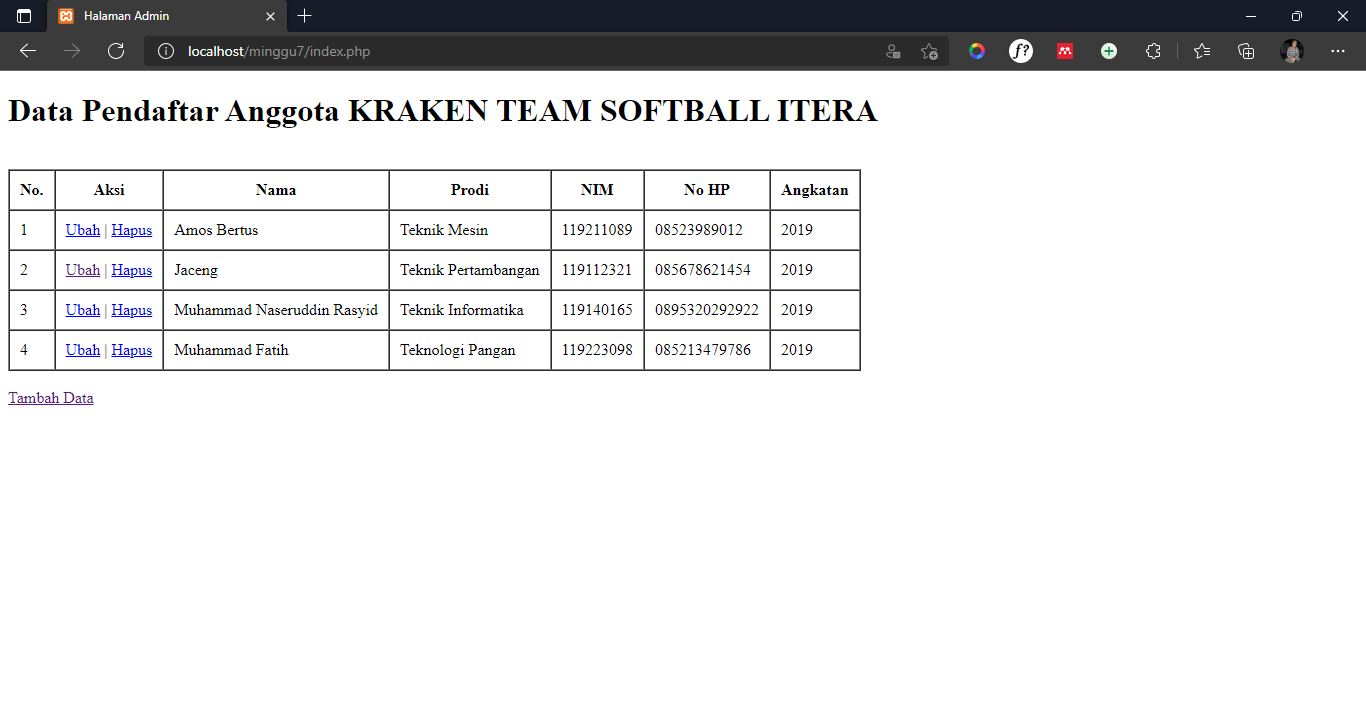 Halaman Admin
localhost/minggu7/index.php
f?
Data Pendaftar Anggota KRAKEN TEAM SOFTBALL ITERA
No. Aksi Nama Prodi NIM No HP Angkatan
1 Ubah | Hapus Amos Bertus Teknik Mesin 119211089 08523989012 2019
2 Ubah | Hapus Jaceng Teknik Pertambangan 119112321 085678621454 2019
3 Ubah | Hapus Muhammad Naseruddin Rasyid Teknik Informatika 119140165 0895320292922 2019
4 Ubah | Hapus Muhammad Fatih Teknologi Pangan 119223098 085213479786 2019
Tambah Data